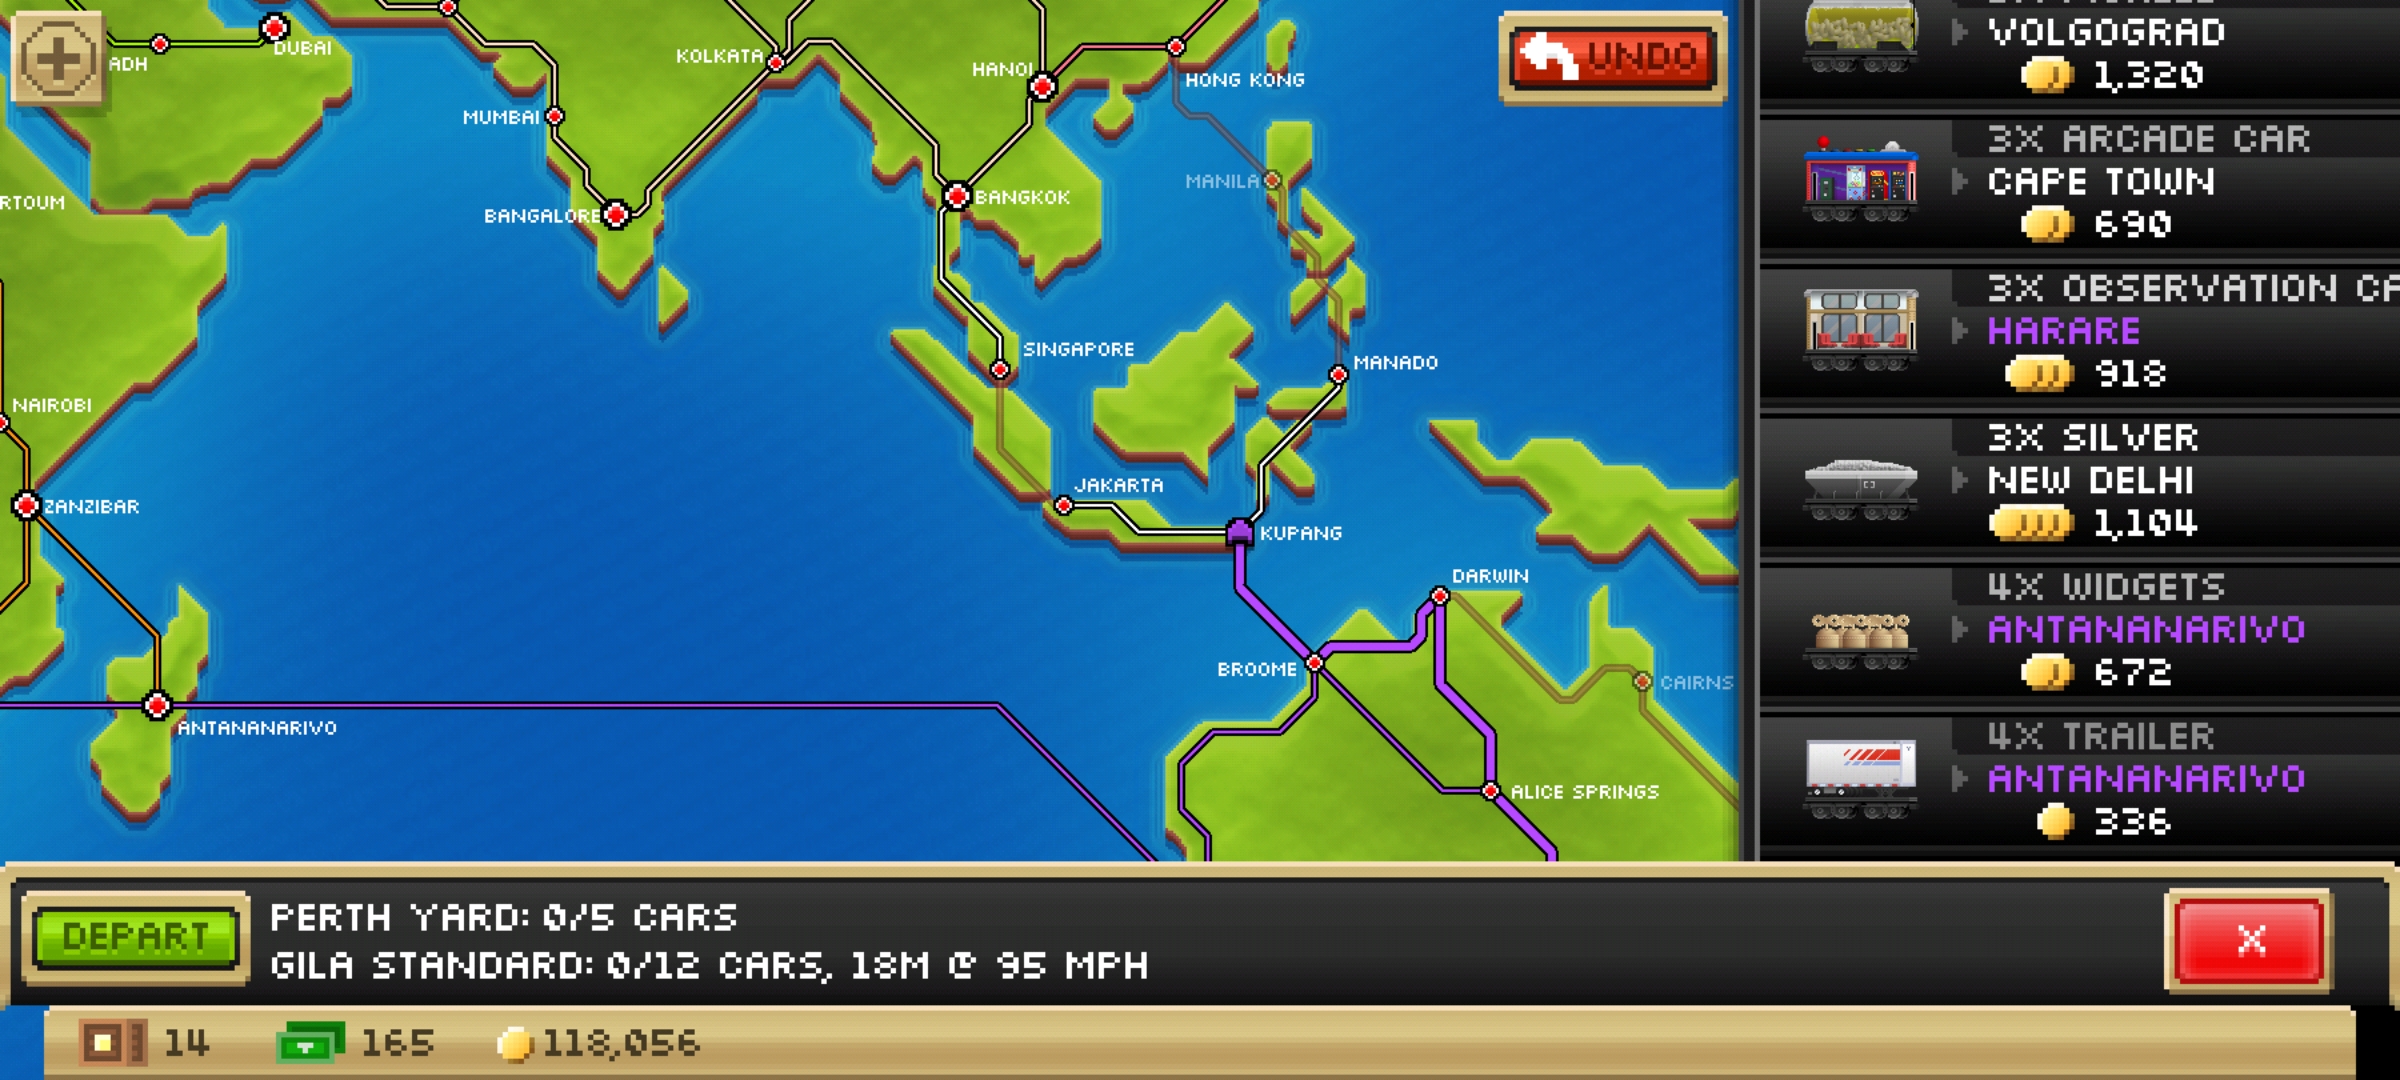 DUBAI
ADH
KOLKATA
HANOI
HONG KONG
MUMBAI
MANILA
RTOUM
BANGALORE
BANGKOK
SINGAPORE
MANADO
NAIROBI
JAKARTA
ZANZIBAR
KUPANG
DARWIN
BROOME
CAIRNS
ANTANANARIVO
ALICE SPRINGS
UNDO
VOLGOGRAD
1,320
3X ARCADE CAR
CAPE TOWN
690
3X OBSERVATION CA
HARARE
918
3X SILVER
NEW DELHI
1,104
4X WIDGETS
ANTANANARIVO
672
4X TRAILER
ANTANANARIVO
336
DEPART
PERTH YARD: 0/5 CARS
GILA STANDARD: 0/12 CARS, 18M @ 95 MPH
X
14
165
118,056